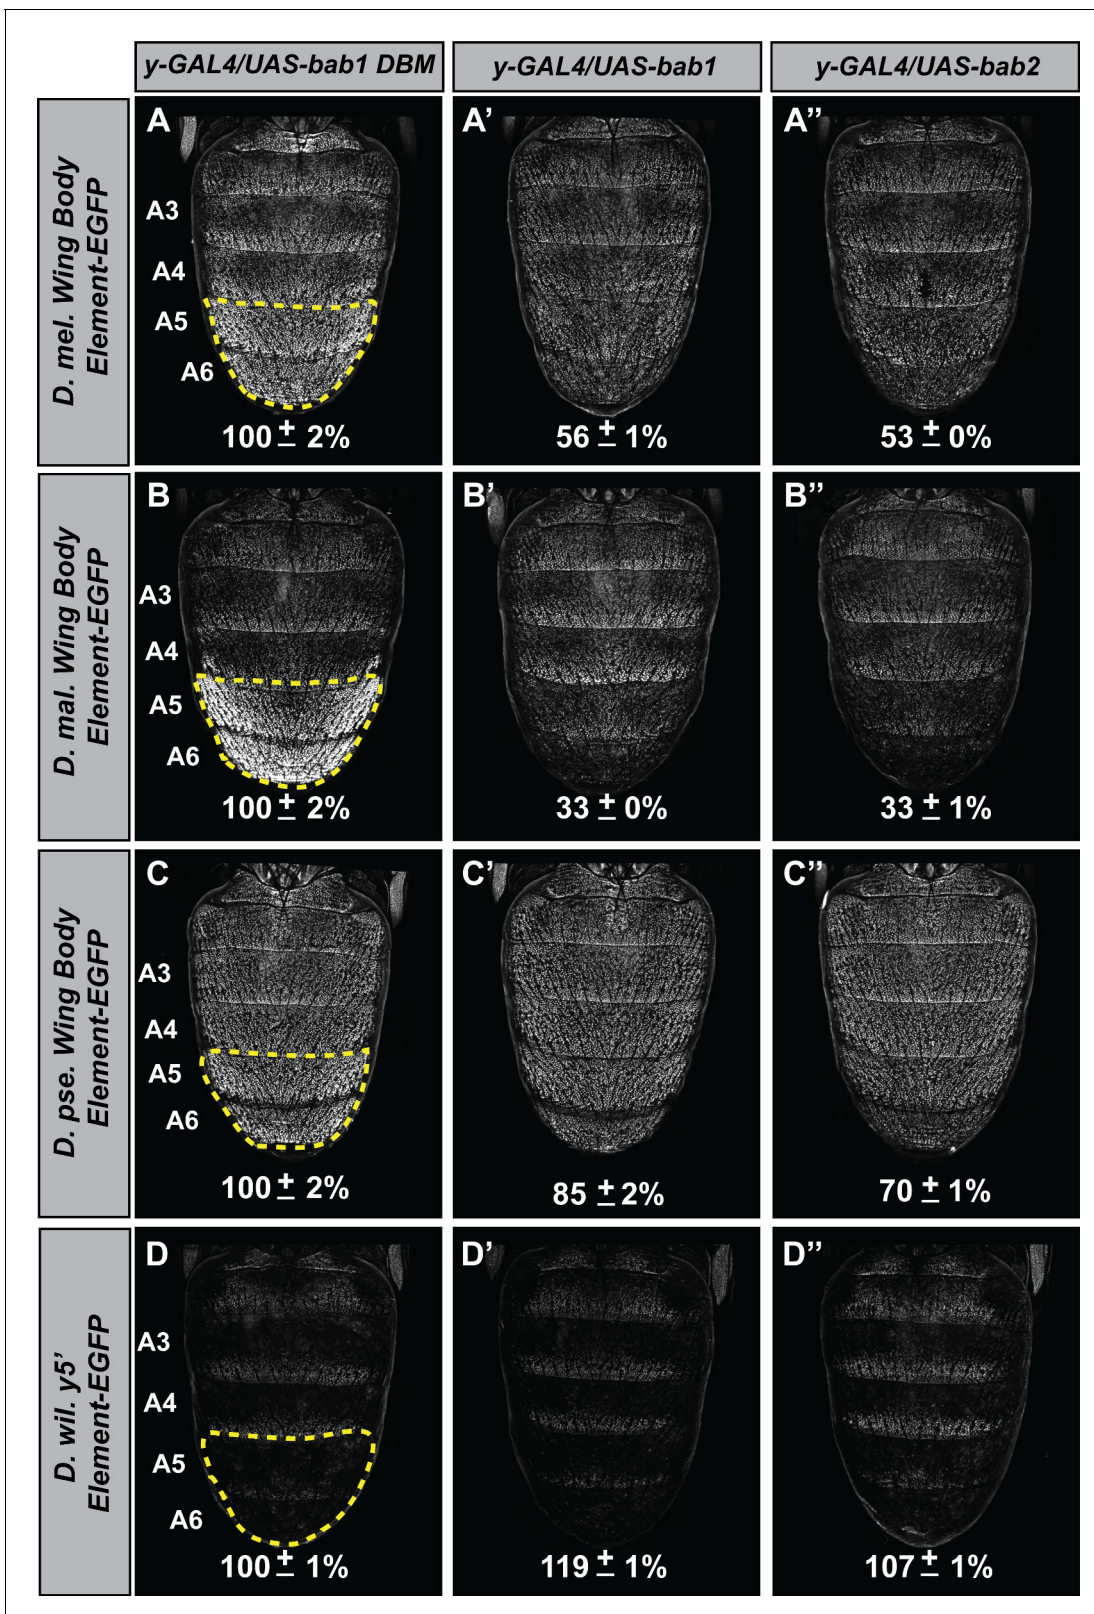 y-GAL4/UAS-bab1 DBM
y-GAL4/UAS-bab1
y-GAL4/UAS-bab2
D. mel. Wing Body
Element-EGFP
A
A3
A4
A5
A6
100 ± 2%
A’
56 ± 1%
A’’
53 ± 0%
D. mal. Wing Body
Element-EGFP
B
A3
A4
A5
A6
100 ± 2%
B’
33 ± 0%
B’’
33 ± 1%
D. pse. Wing Body
Element-EGFP
C
A3
A4
A5
A6
100 ± 2%
C’
85 ± 2%
C’’
70 ± 1%
D. wil. y5’
Element-EGFP
D
A3
A4
A5
A6
100 ± 1%
D’
119 ± 1%
D’’
107 ± 1%